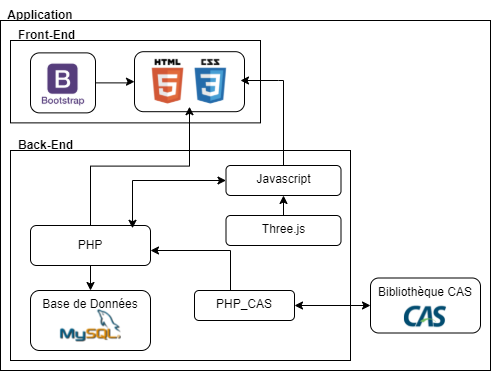 Application
Front-End
B
Bootstrap
HTML
5
CSS
3
Back-End
Javascript
Three.js
PHP
Base de Données
MySQL.
PHP_CAS
Bibliothèque CAS
CAS